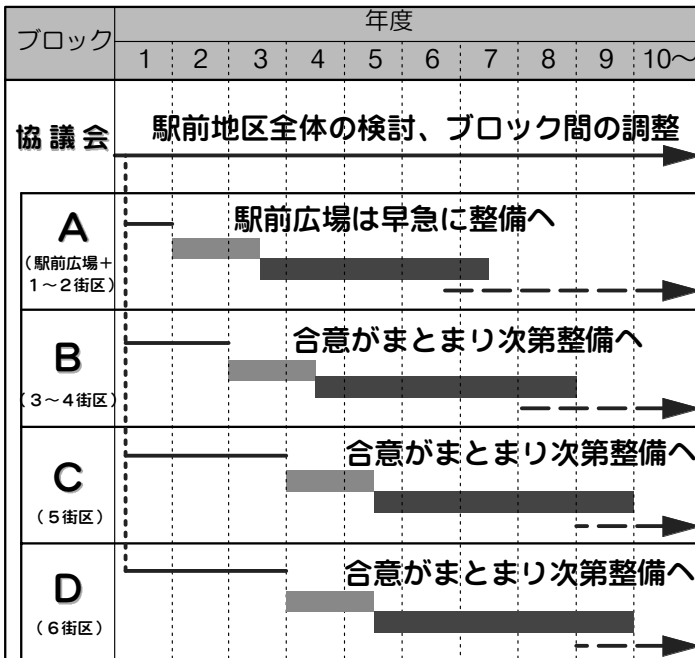 ブロック
年度
1 2 3 4 5 6 7 8 9 10～
協議会
駅前地区全体の検討、ブロック間の調整
A
（駅前広場＋
1～2街区）
駅前広場は早急に整備へ
B
（3～4街区）
合意がまとまり次第整備へ
C
（5街区）
合意がまとまり次第整備へ
D
（6街区）
合意がまとまり次第整備へ